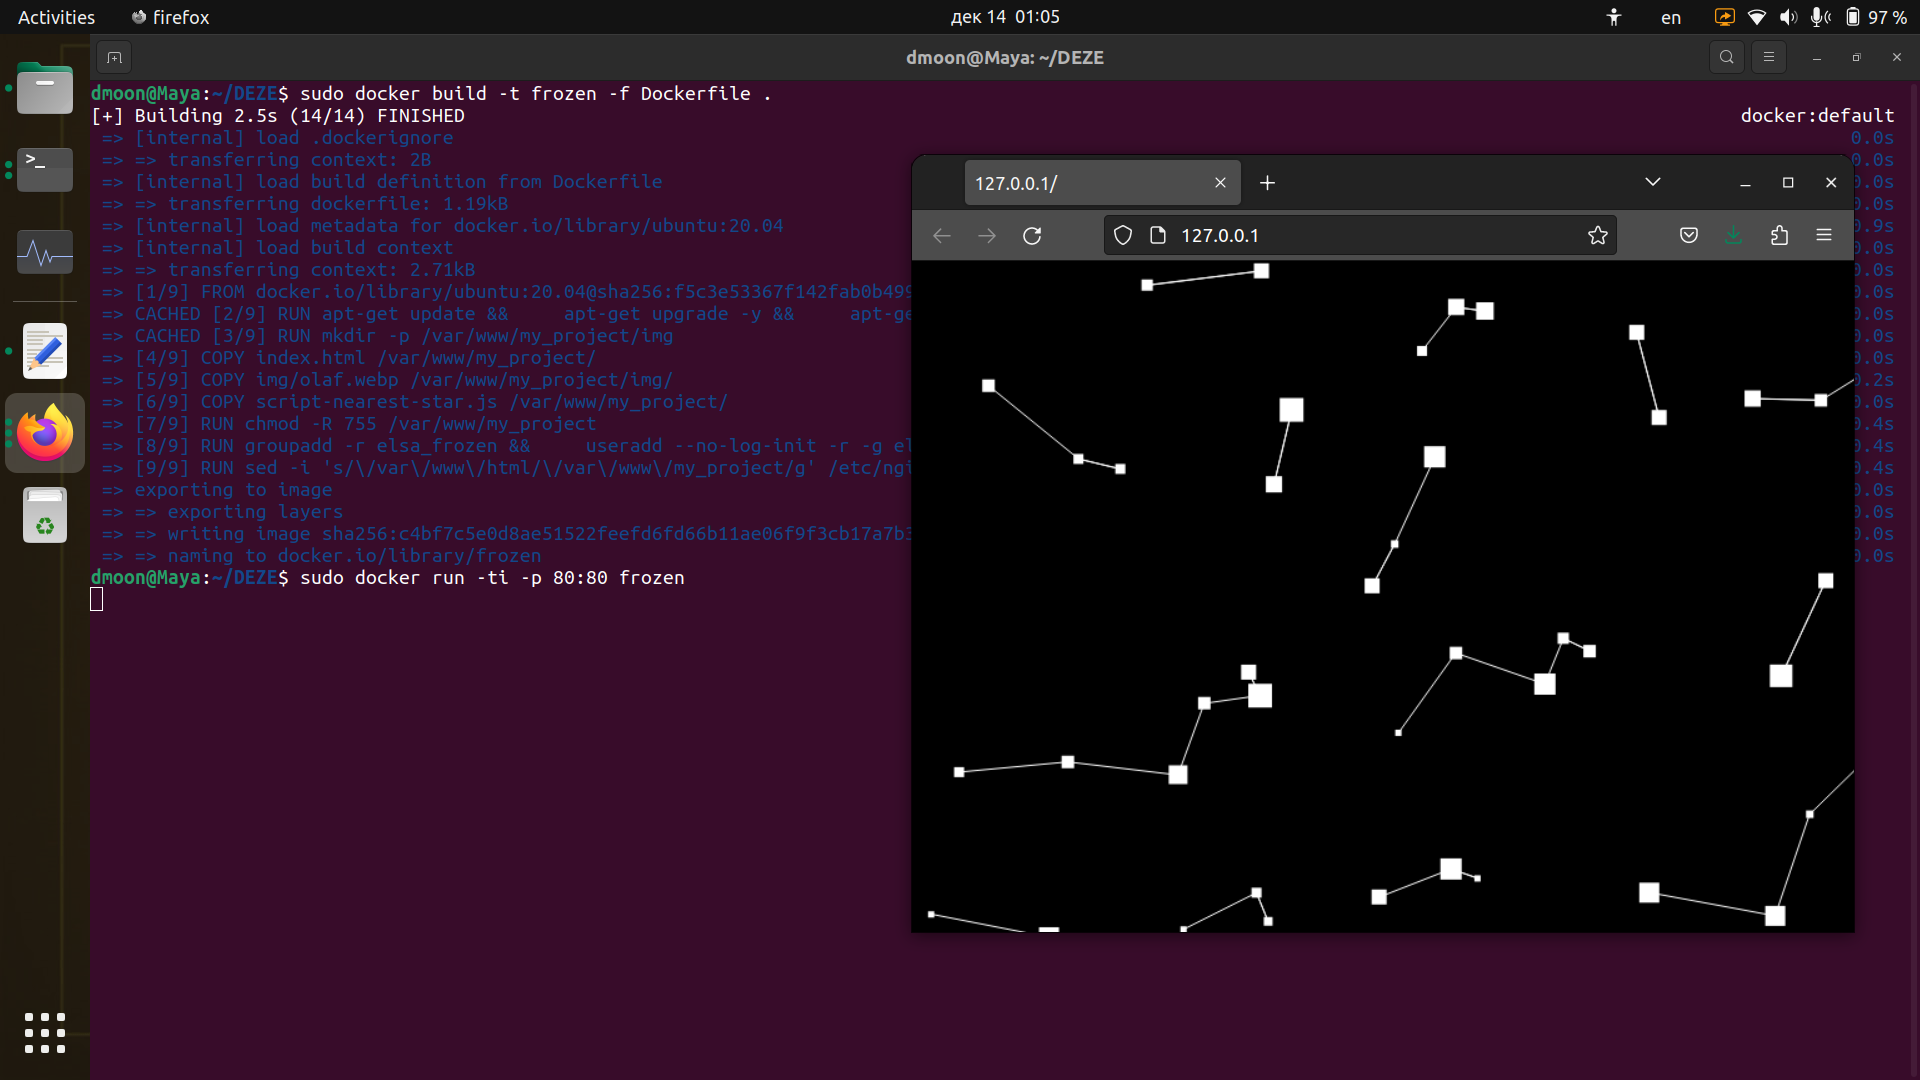 Activities firefox дек 14 01:05 en 97 %
dmoon@Maya: ~/DEZE
dmoon@Maya:~/DEZE$ sudo docker build -t frozen -f Dockerfile .
[+] Building 2.5s (14/14) FINISHED docker:default
=> [internal] load .dockerignore 0.0s
=> => transferring context: 2B 0.0s
=> [internal] load build definition from Dockerfile 0.0s
=> => transferring dockerfile: 1.19kB 0.0s
=> [internal] load metadata for docker.io/library/ubuntu:20.04 0.9s
=> [internal] load build context 0.0s
=> => transferring context: 2.71kB 0.0s
=> [1/9] FROM docker.io/library/ubuntu:20.04@sha256:f5c3e53367f142fab0b499 0.0s
=> CACHED [2/9] RUN apt-get update && apt-get upgrade -y && apt-ge 0.0s
=> CACHED [3/9] RUN mkdir -p /var/www/my_project/img 0.0s
=> [4/9] COPY index.html /var/www/my_project/ 0.0s
=> [5/9] COPY img/olaf.webp /var/www/my_project/img/ 0.2s
=> [6/9] COPY script-nearest-star.js /var/www/my_project/ 0.0s
=> [7/9] RUN chmod -R 755 /var/www/my_project 0.4s
=> [8/9] RUN groupadd -r elsa_frozen && useradd --no-log-init -r -g el 0.4s
=> [9/9] RUN sed -i 's/\/var\/www\/html/\/var\/www\/my_project/g' /etc/ngi 0.4s
=> exporting to image 0.0s
=> => exporting layers 0.0s
=> => writing image sha256:c4bf7c5e0d8ae51522feefd6fd66b11ae06f9f3cb17a7b3 0.0s
=> => naming to docker.io/library/frozen 0.0s
dmoon@Maya:~/DEZE$ sudo docker run -ti -p 80:80 frozen
127.0.0.1/
127.0.0.1